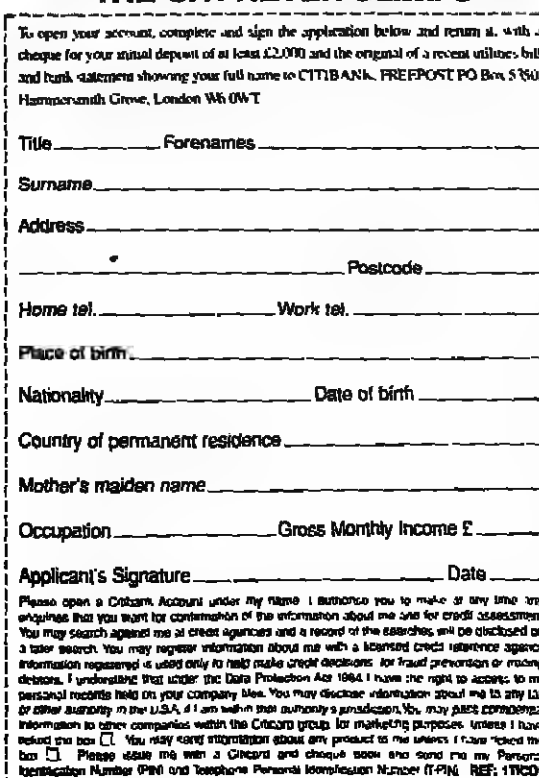 To open your account, complete and sign the application below and return it, with a
cheque for your initial deposit of at least £2,000 and the original of a recent utilities bill
and bank statement showing your full name to CITIBANK, FREEPOST PO Box 5350
Hammersmith Grove, London W6 0WT
Title Forenames
Surname
Address
Postcode
Home tel. Work tel.
Place of birth
Nationality Date of birth
Country of permanent residence
Mother's maiden name
Occupation Gross Monthly Income £
Applicant's Signature Date
Please open a Citibank Account under my name. I authorise you to make at any time any
enquiries that you want for confirmation of the information about me and for credit assessment
You may search against me at credit agencies and a record of the searches will be disclosed on
a later search. You may register information about me with a licensed credit reference agency
Information registered is used only to help make credit decisions, for fraud prevention or tracing
debtors. I understand that under the Data Protection Act 1984 I have the right to access to my
personal records held on your company files. You may disclose information about me to any
or other authority in the U.S.A. if I am within that authority's jurisdiction. You may pass confidential
information to other companies within the Citicorp group, for marketing purposes, unless I have
ticked the box □. You may send information about any product to me unless I have ticked the
box □. Please issue me with a Citicard and cheque book and send me my Personal
Identification Number (PIN) and Telephone Personal Identification Number (T-PIN). REF: